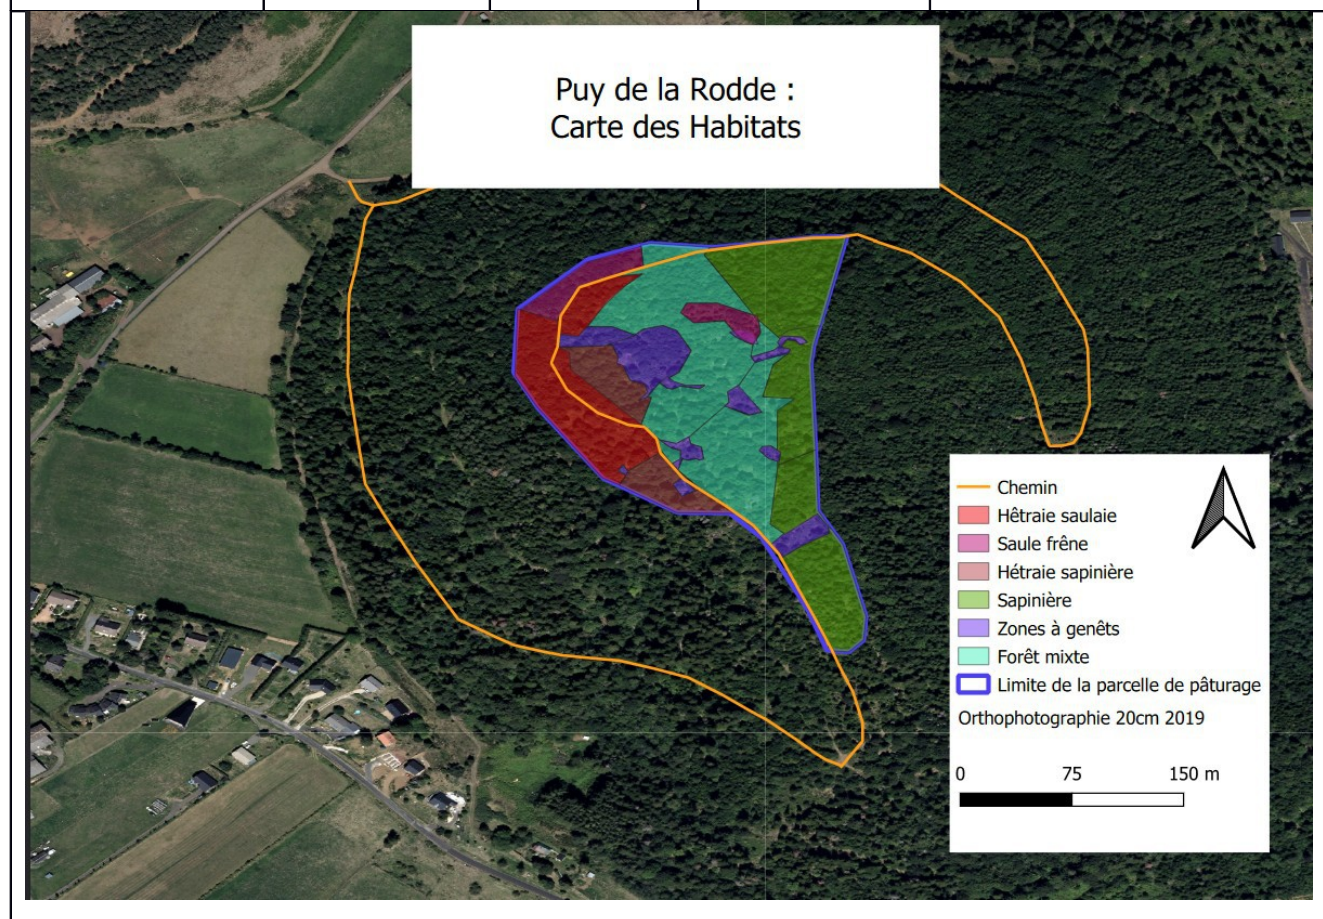 Puy de la Rodde :
Carte des Habitats
Chemin
Hêtraie saulaie
Saule frêne
Hétraie sapinière
Sapinière
Zones à genêts
Forêt mixte
Limite de la parcelle de pâturage
Orthophotographie 20cm 2019
0 75 150 m